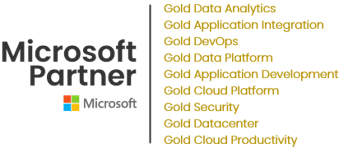 Microsoft
Partner
Microsoft
Gold Data Analytics
Gold Application Integration
Gold DevOps
Gold Data Platform
Gold Application Development
Gold Cloud Platform
Gold Security
Gold Datacenter
Gold Cloud Productivity